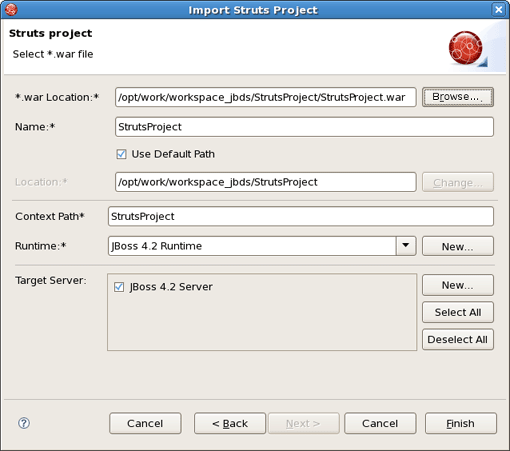 Import Struts Project
Struts project
Select *.war file
*.war Location:* /opt/work/workspace_jbds/StrutsProject/StrutsProject.war Browse...
Name:* StrutsProject
Use Default Path
Location:* /opt/work/workspace_jbds/StrutsProject Change...
Context Path* StrutsProject
Runtime:* JBoss 4.2 Runtime New...
Target Server: JBoss 4.2 Server New...
Select All
Deselect All
? Cancel < Back Next > Cancel Finish